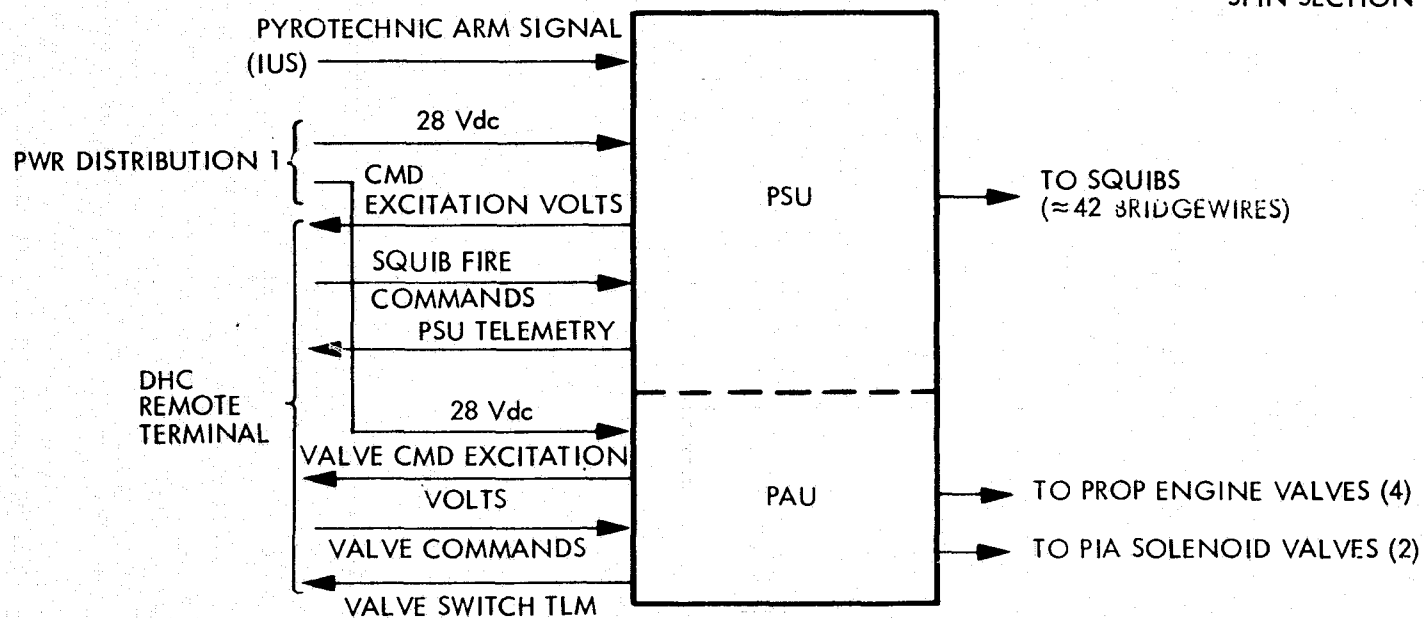 SPIN SECTION
PYROTECHNIC ARM SIGNAL
(IUS)
28 Vdc
PWR DISTRIBUTION 1
CMD
EXCITATION VOLTS
PSU
TO SQUIBS
(≈42 BRIDGEWIRES)
SQUIB FIRE
COMMANDS
PSU TELEMETRY
DHC
REMOTE
TERMINAL
28 Vdc
VALVE CMD EXCITATION
VOLTS
PAU
TO PROP ENGINE VALVES (4)
VALVE COMMANDS
TO PIA SOLENOID VALVES (2)
VALVE SWITCH TLM